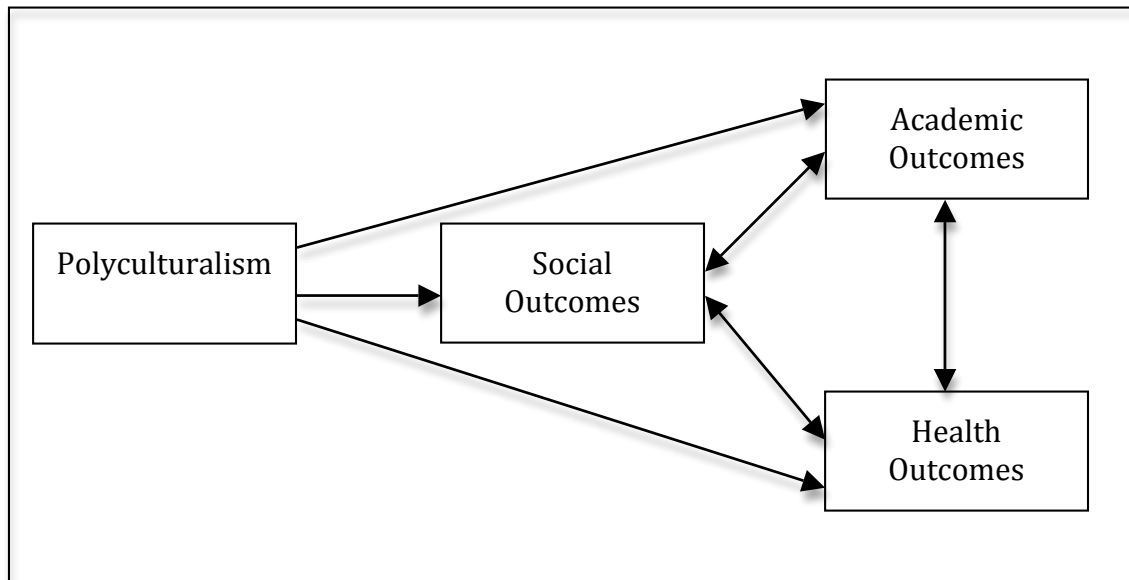 Academic
Outcomes
Polyculturalism
Social
Outcomes
Health
Outcomes